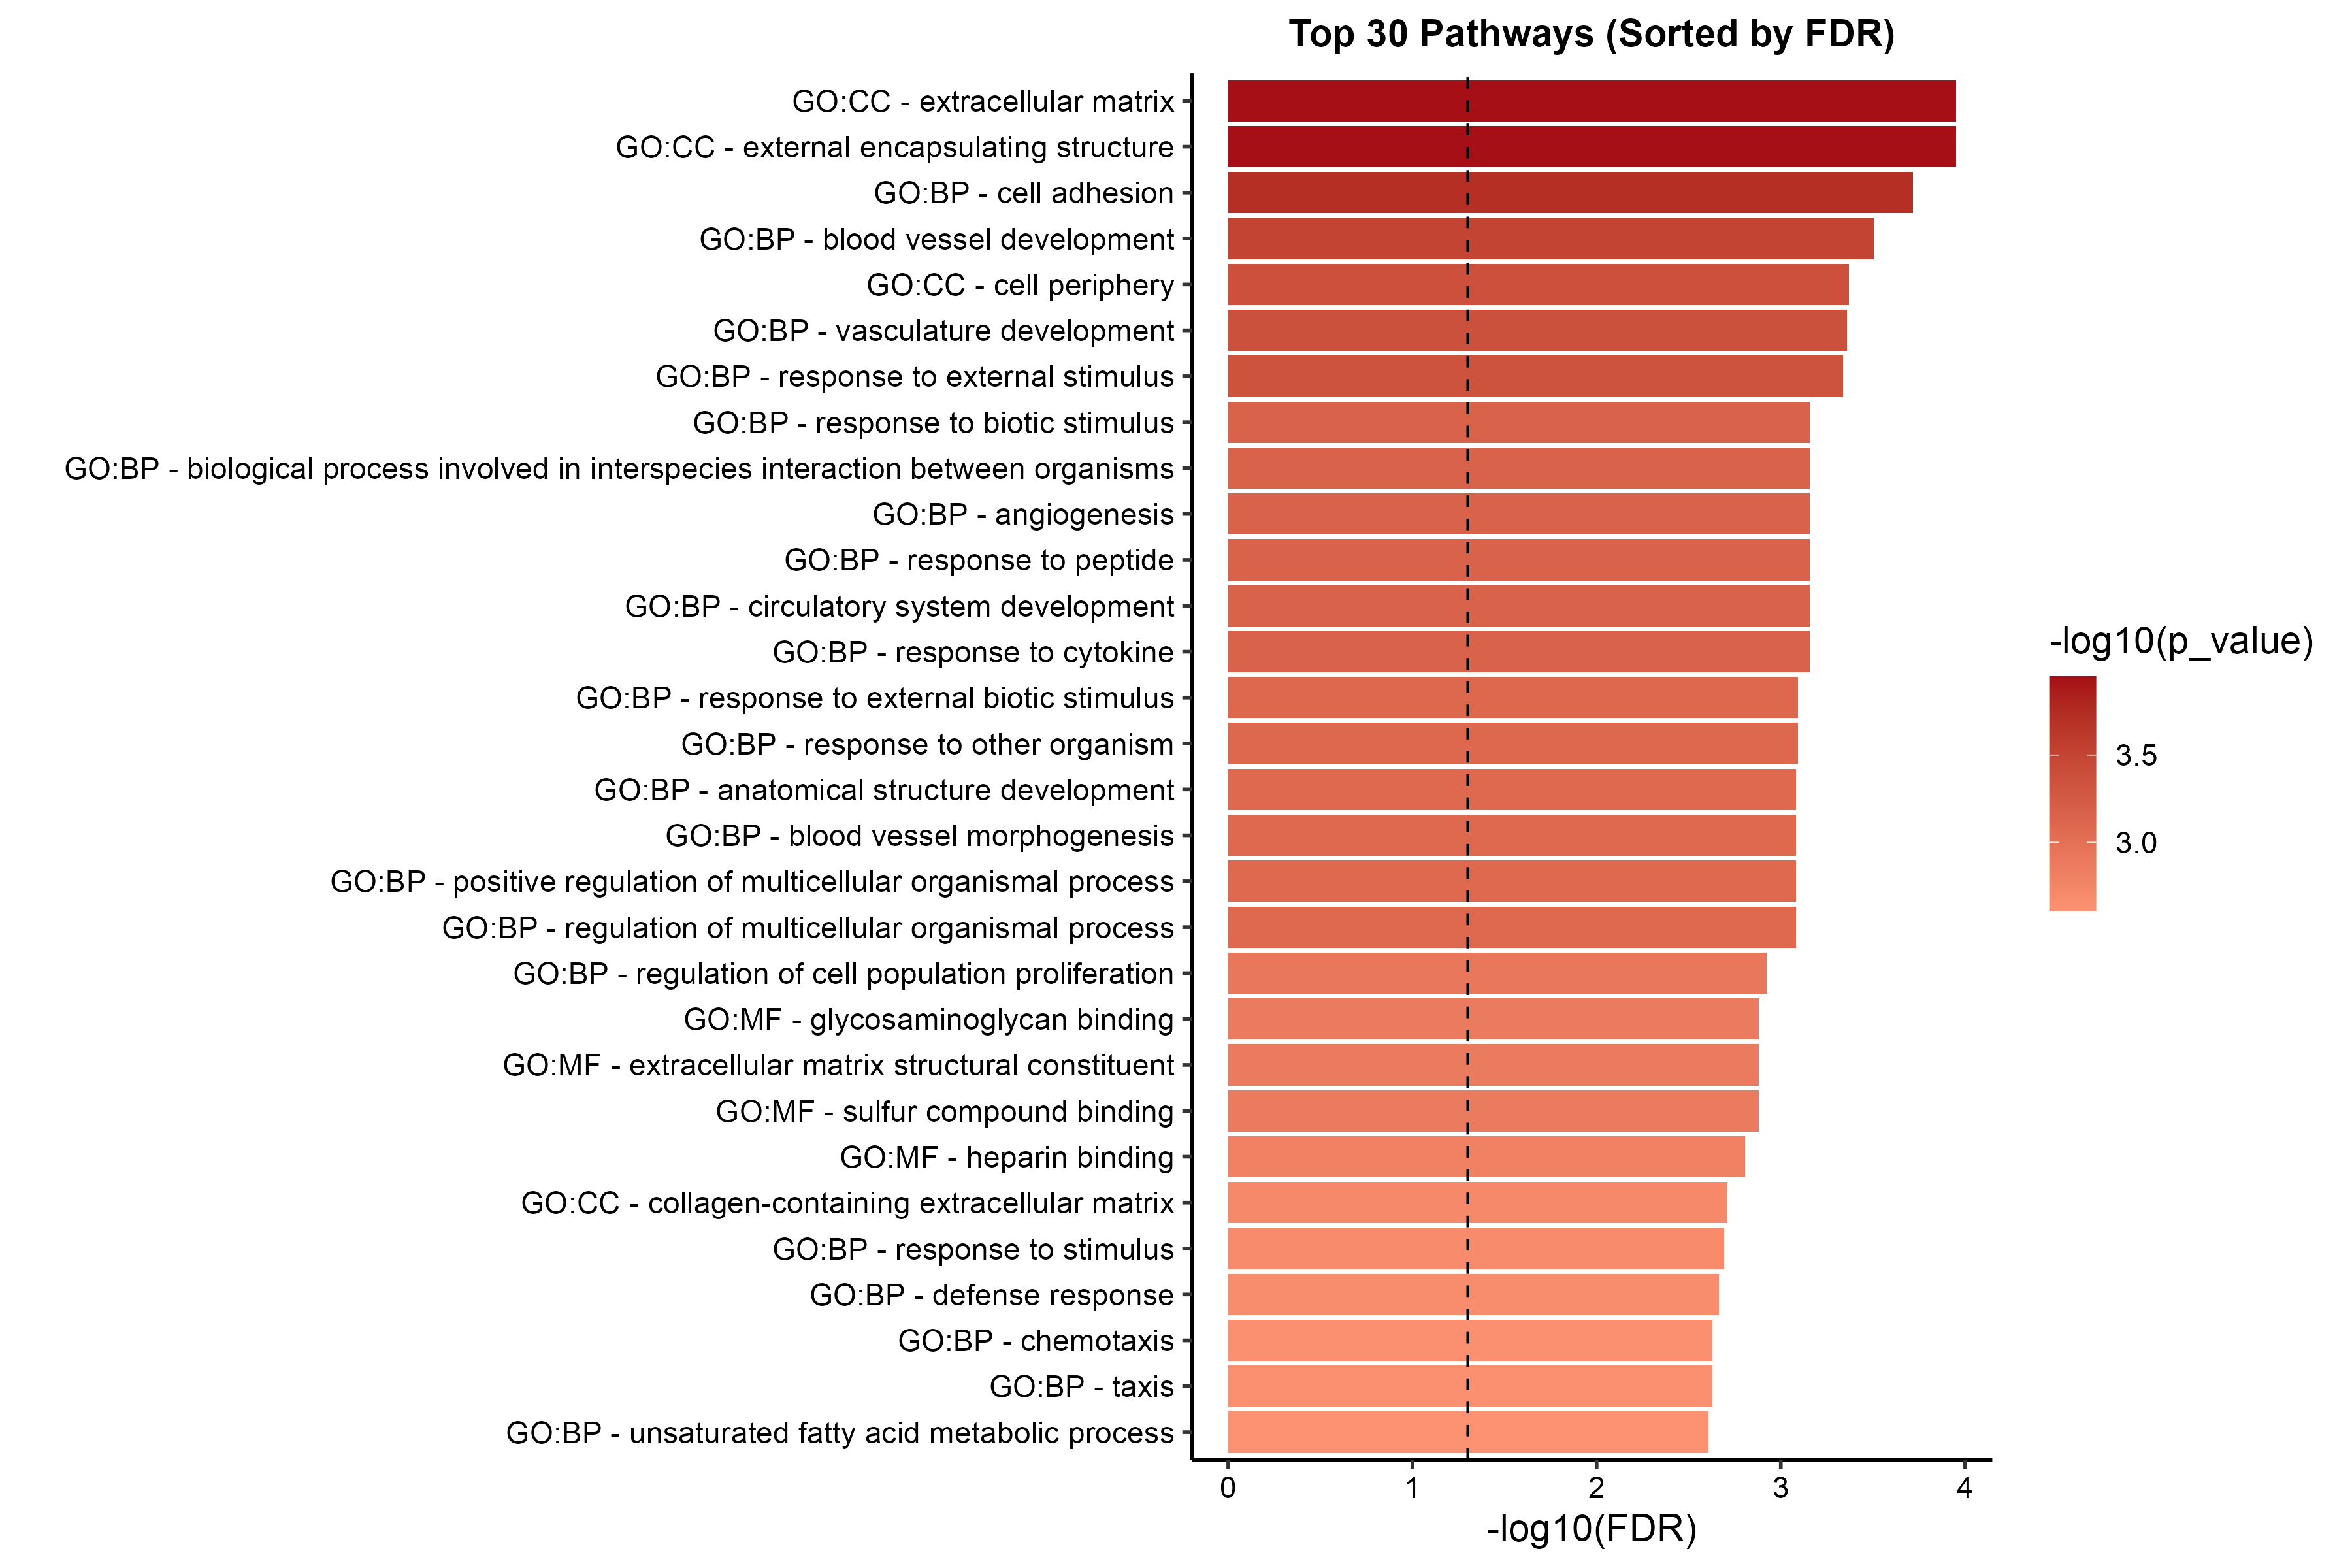 Top 30 Pathways (Sorted by FDR)
GO:CC - extracellular matrix
GO:CC - external encapsulating structure
GO:BP - cell adhesion
GO:BP - blood vessel development
GO:CC - cell periphery
GO:BP - vasculature development
GO:BP - response to external stimulus
GO:BP - response to biotic stimulus
GO:BP - biological process involved in interspecies interaction between organisms
GO:BP - angiogenesis
GO:BP - response to peptide
GO:BP - circulatory system development
GO:BP - response to cytokine
GO:BP - response to external biotic stimulus
GO:BP - response to other organism
GO:BP - anatomical structure development
GO:BP - blood vessel morphogenesis
GO:BP - positive regulation of multicellular organismal process
GO:BP - regulation of multicellular organismal process
GO:BP - regulation of cell population proliferation
GO:MF - glycosaminoglycan binding
GO:MF - extracellular matrix structural constituent
GO:MF - sulfur compound binding
GO:MF - heparin binding
GO:CC - collagen-containing extracellular matrix
GO:BP - response to stimulus
GO:BP - defense response
GO:BP - chemotaxis
GO:BP - taxis
GO:BP - unsaturated fatty acid metabolic process
0 1 2 3 4
-log10(FDR)
-log10(p_value)
3.5
3.0